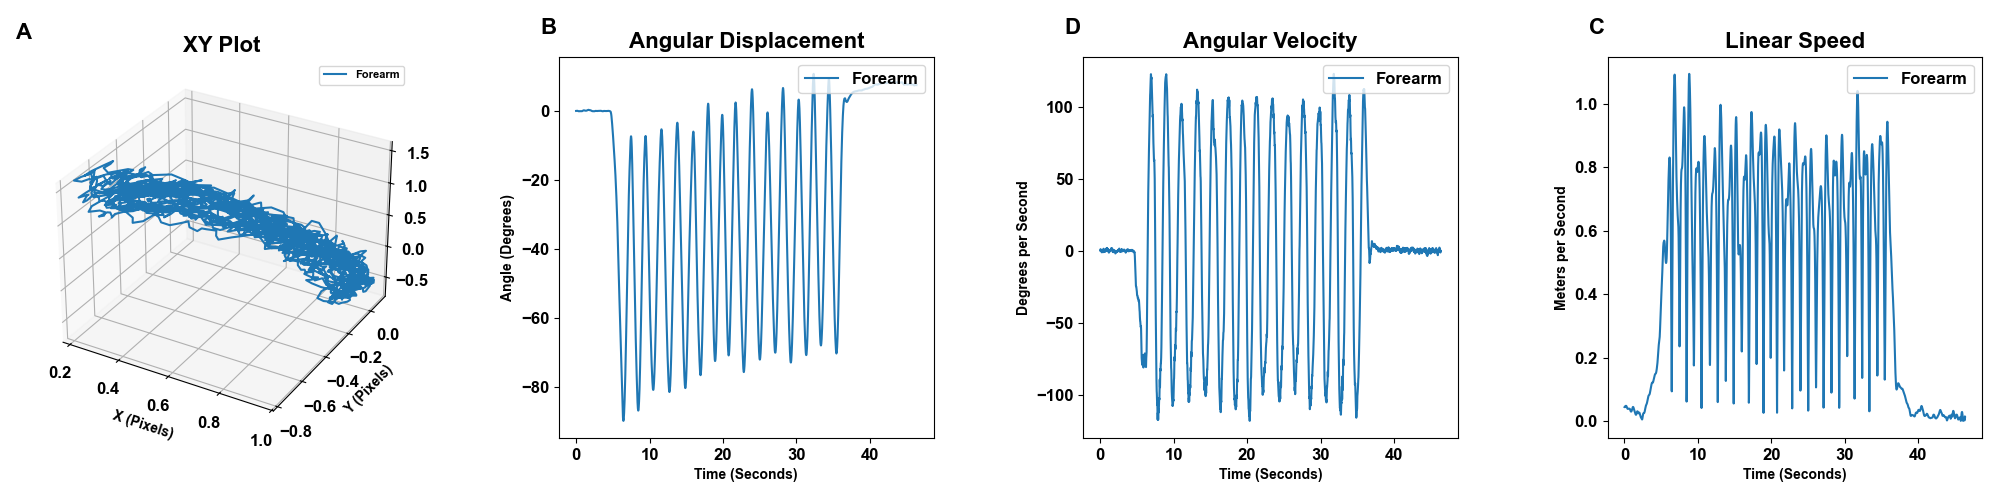 A
XY Plot
Forearm
1.5
1.0
0.5
0.0
−0.5
0.0
−0.2
−0.4
−0.6
−0.8
Y (Pixels)
0.2
0.4
0.6
0.8
1.0
X (Pixels)
B
Angular Displacement
Forearm
0
−20
−40
−60
−80
Angle (Degrees)
0 10 20 30 40
Time (Seconds)
D
Angular Velocity
Forearm
100
50
0
−50
−100
Degrees per Second
0 10 20 30 40
Time (Seconds)
C
Linear Speed
Forearm
1.0
0.8
0.6
0.4
0.2
0.0
Meters per Second
0 10 20 30 40
Time (Seconds)